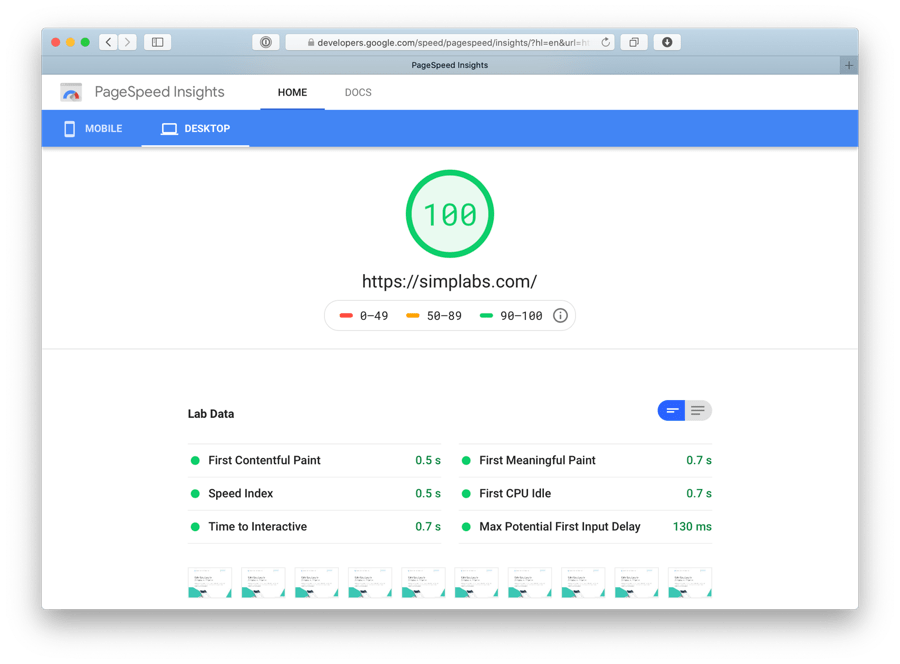 developers.google.com/speed/pagespeed/insights/?hl=en&url=ht
PageSpeed Insights
PageSpeed Insights HOME DOCS
MOBILE DESKTOP
100
https://simplabs.com/
0–49 50–89 90–100
Lab Data
First Contentful Paint 0.5 s First Meaningful Paint 0.7 s
Speed Index 0.5 s First CPU Idle 0.7 s
Time to Interactive 0.7 s Max Potential First Input Delay 130 ms